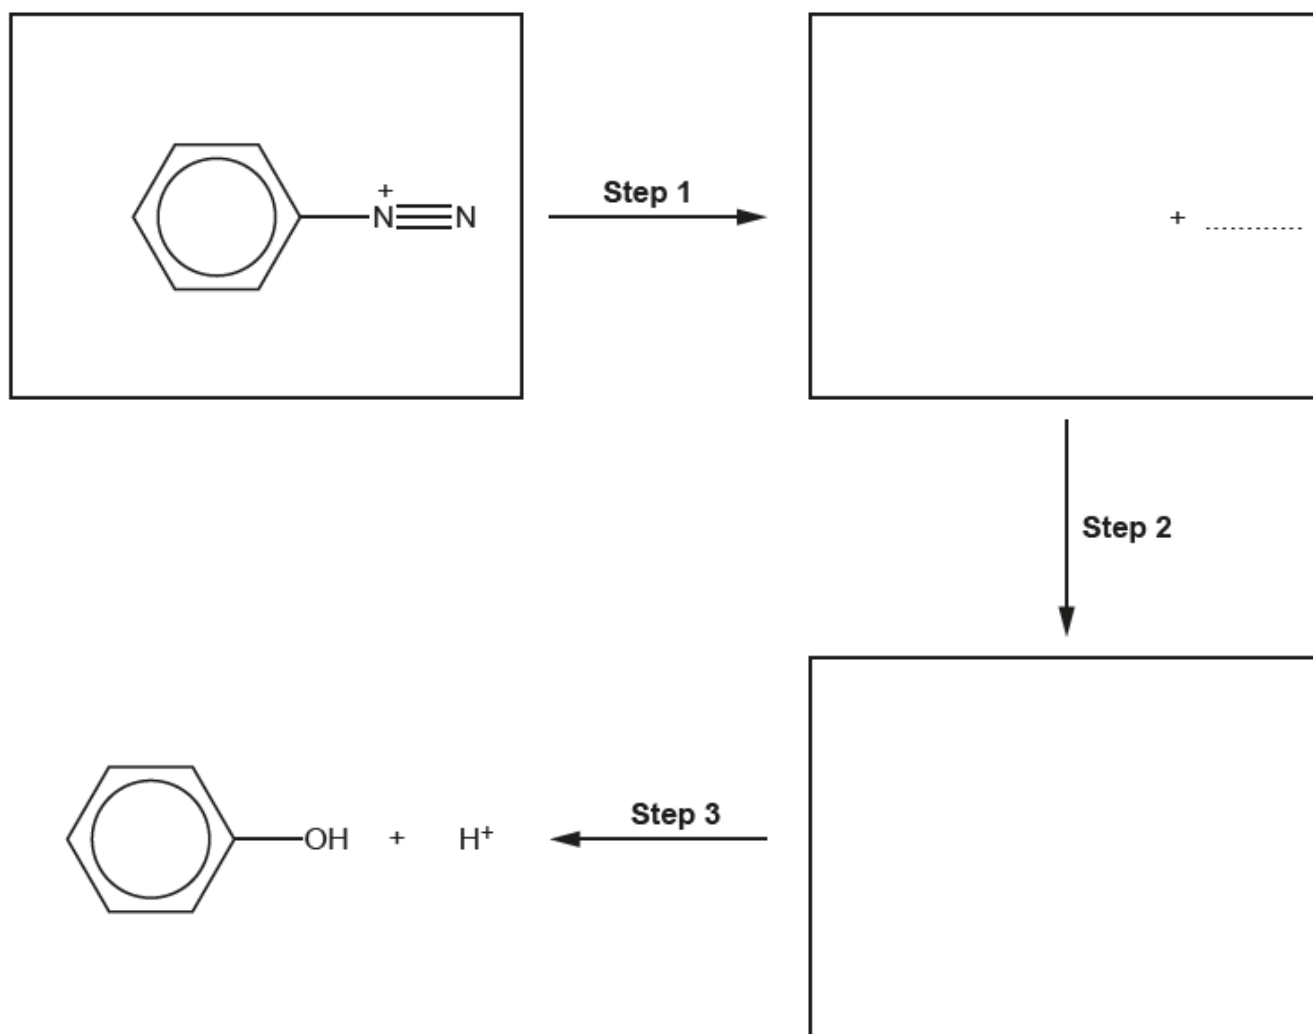 +
N≡N
Step 1
+ ............
Step 2
Step 3
OH + H⁺